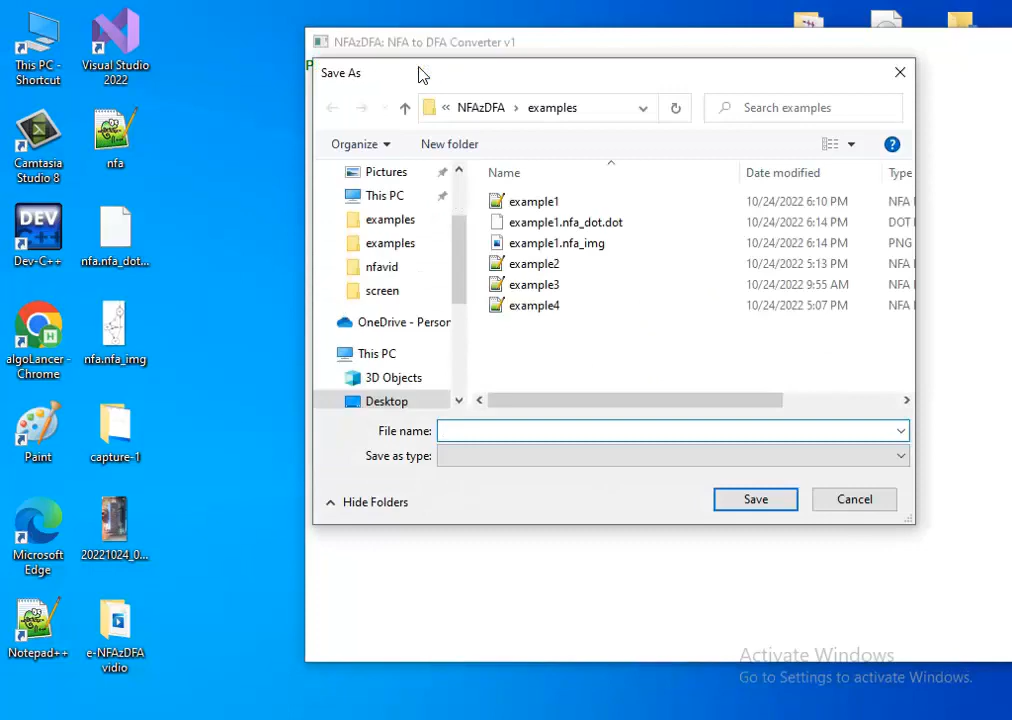 This PC - Shortcut
Visual Studio 2022
Camtasia Studio 8
nfa
DEV
Dev-C++
nfa.nfa_dot...
algoLancer - Chrome
nfa.nfa_img
Paint
capture-1
Microsoft Edge
20221024_0...
Notepad++
e-NFAzDFA vidio
NFAzDFA: NFA to DFA Converter v1
Save As
« NFAzDFA › examples
Search examples
Organize
New folder
Pictures
This PC
examples
examples
nfavid
screen
OneDrive - Person
This PC
3D Objects
Desktop
Name Date modified Type
example1 10/24/2022 6:10 PM NFA
example1.nfa_dot.dot 10/24/2022 6:14 PM DOT
example1.nfa_img 10/24/2022 6:14 PM PNG
example2 10/24/2022 5:13 PM NFA
example3 10/24/2022 9:55 AM NFA
example4 10/24/2022 5:07 PM NFA
File name:
Save as type:
Hide Folders
Save
Cancel
Activate Windows
Go to Settings to activate Windows.